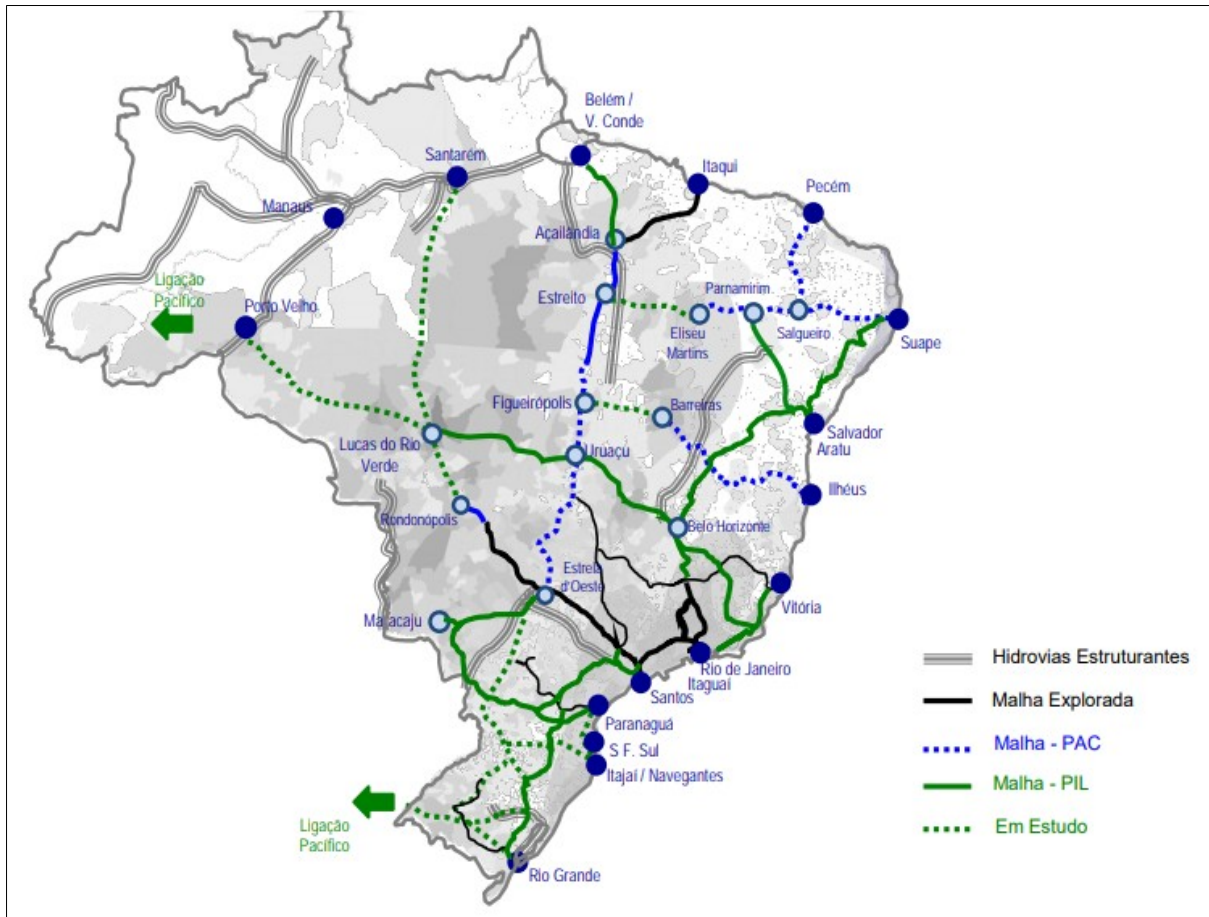 Belém /
V. Conde
Santarém
Itaqui
Pecém
Manaus
Açailândia
Ligação
Pacífico
Porto Velho
Estreito
Parnamirim
Eliseu
Martins
Salgueiro
Suape
Figueirópolis
Barreiras
Lucas do Rio
Verde
Uruaçú
Salvador
Aratu
Ilhéus
Rondonópolis
Belo Horizonte
Estrela
d'Oeste
Vitória
Maracaju
Rio de Janeiro
Itaguaí
Santos
Paranaguá
S F. Sul
Itajaí / Navegantes
Ligação
Pacífico
Rio Grande
Hidrovias Estruturantes
Malha Explorada
Malha - PAC
Malha - PIL
Em Estudo